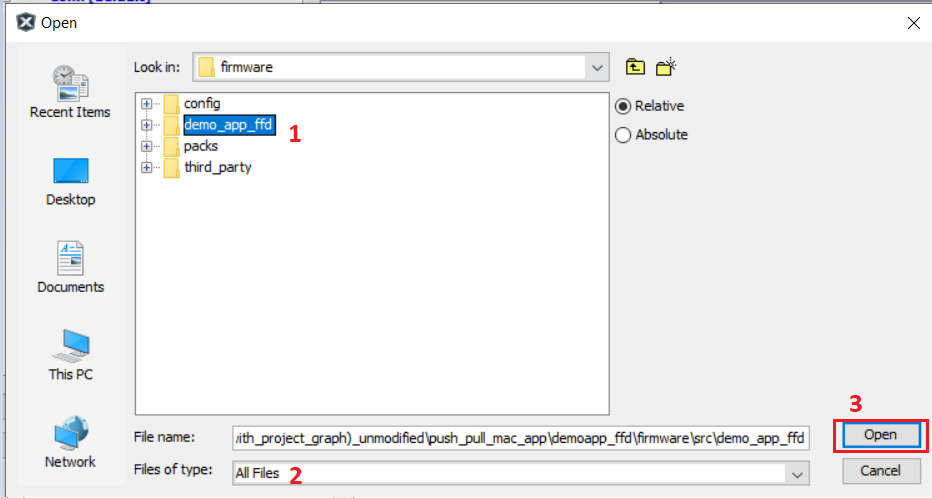 Open
Look in:
firmware
Recent Items
Desktop
Documents
This PC
Network
config
demo_app_ffd
1
packs
third_party
Relative
Absolute
3
File name:
ith_project_graph)_unmodified\push_pull_mac_app\demoapp_ffd\firmware\src\demo_app_ffd
Open
Files of type:
All Files
2
Cancel